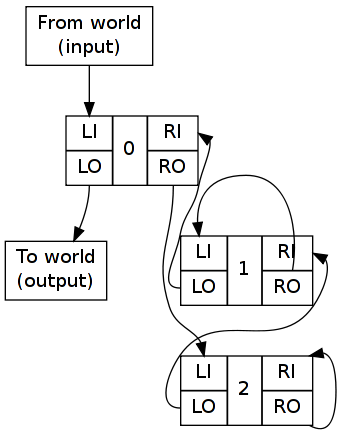 From world
(input)
LI
RI
0
LO
RO
To world
(output)
LI
RI
1
LO
RO
LI
RI
2
LO
RO